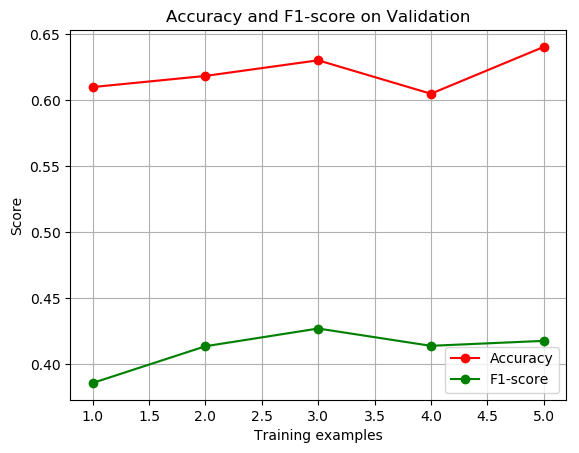 Accuracy and F1-score on Validation
0.65
0.60
0.55
0.50
0.45
0.40
Score
1.0 1.5 2.0 2.5 3.0 3.5 4.0 4.5 5.0
Training examples
Accuracy
F1-score